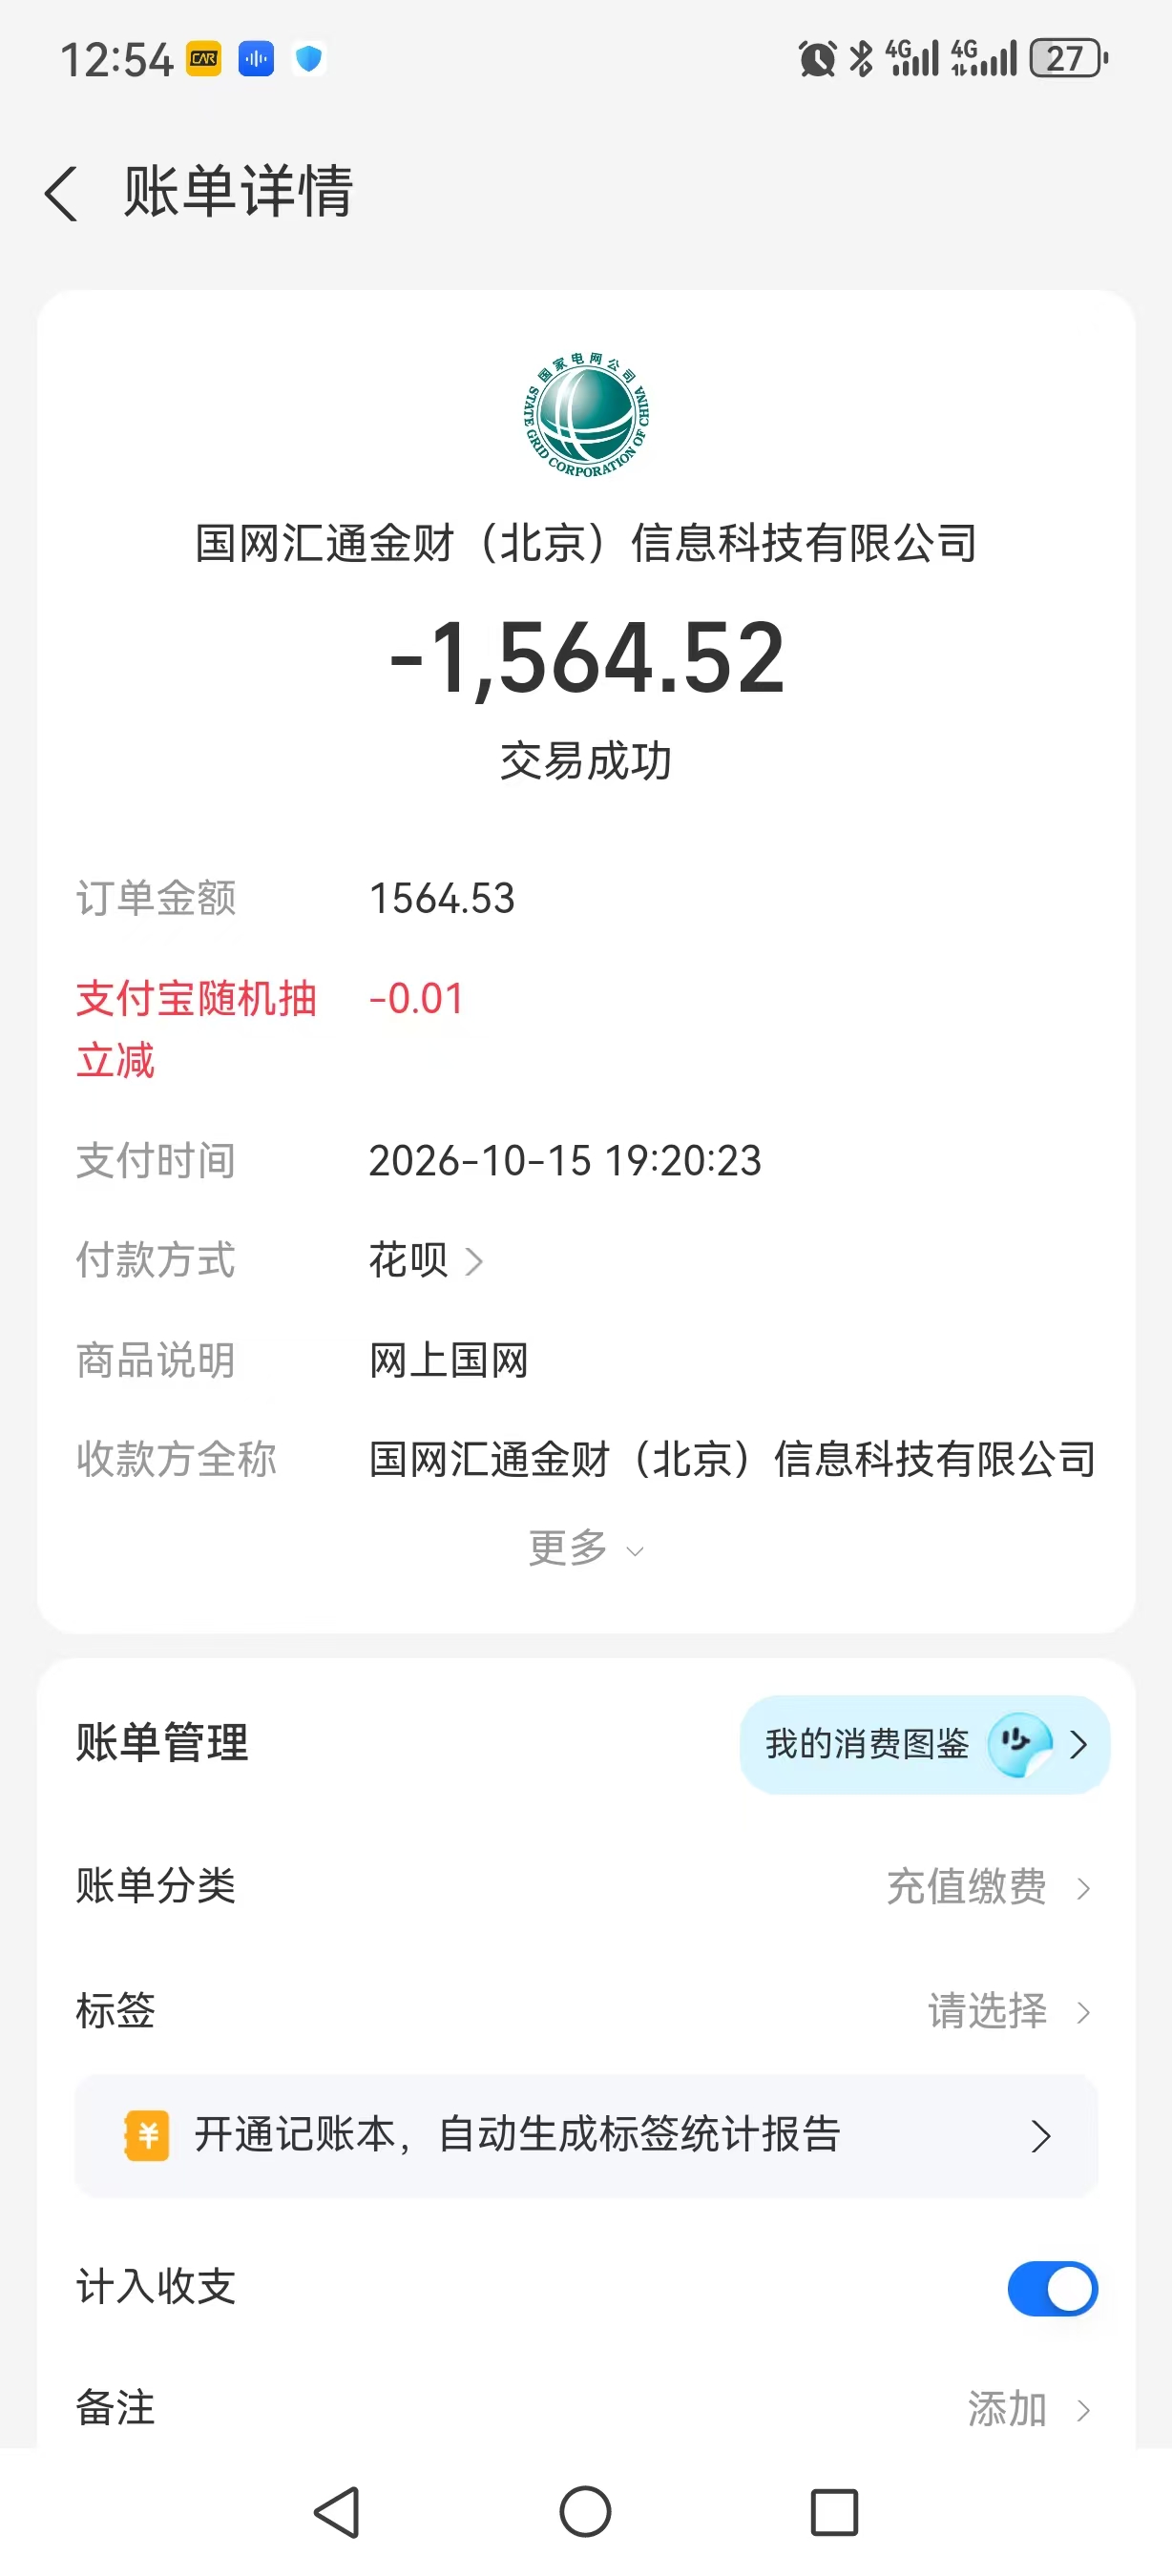 12:54 CAR 4G 4G 27
账单详情
国家电网公司
STATE GRID CORPORATION OF CHINA
国网汇通金财（北京）信息科技有限公司
-1,564.52
交易成功
订单金额 1564.53
支付宝随机抽 -0.01
立减
支付时间 2026-10-15 19:20:23
付款方式 花呗
商品说明 网上国网
收款方全称 国网汇通金财（北京）信息科技有限公司
更多
账单管理 我的消费图鉴
账单分类 充值缴费
标签 请选择
¥ 开通记账本，自动生成标签统计报告
计入收支
备注 添加